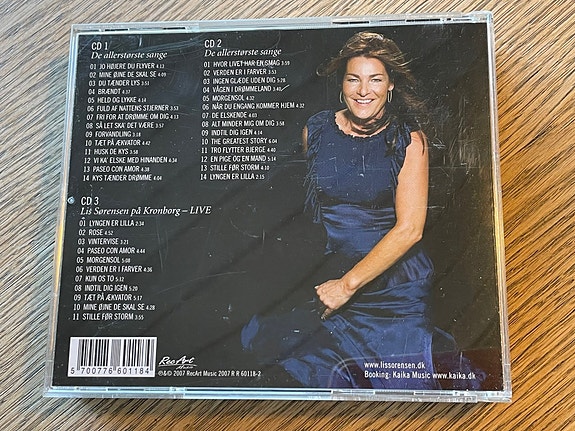 CD 1
De allerstørste sange
01 JO HØJERE DU FLYVER 4.13
02 MINE ØJNE DE SKAL SE 4.09
03 DU TÆNDER LYS 3.51
04 BRÆNDT 4.37
05 HELD OG LYKKE 4.14
06 FULD AF NATTENS STJERNER 3.53
07 FRI FOR AT DRØMME OM DIG 4.13
08 SÅ LET SKA' DET VÆRE 3.57
09 FORVANDLING 3.18
10 TÆT PÅ ÆKVATOR 4.42
11 HUSK DE KYS 3.58
12 VI KA' ELSKE MED HINANDEN 4.34
13 PASEO CON AMOR 4.38
14 KYS TÆNDER DRØMME 4.04
CD 2
De allerstørste sange
01 HVOR LIVET HAR EN SMAG 3:59
02 VERDEN ER I FARVER 3.53
03 INGEN GLÆDE UDEN DIG 5.28
04 VÅGEN I DRØMMELAND 3.40
05 MORGENSOL 4.32
06 NÅR DU ENGANG KOMMER HJEM 4.32
07 DE ELSKENDE 4.03
08 ALT MINDER MIG OM DIG 3.58
09 INDTIL DIG IGEN 4.14
10 THE GREATEST STORY 6.04
11 TRO FLYTTER BJERGE 4.40
12 EN PIGE OG EN MAND 5.14
13 STILLE FØR STORM 4.10
14 LYNGEN ER LILLA 2:15
CD 3
Lis Sørensen på Kronborg – LIVE
01 LYNGEN ER LILLA 2:34
02 ROSE 4.52
03 VINTERVISE 3.21
04 PASEO CON AMOR 4.44
05 MORGENSOL 5:08
06 VERDEN ER I FARVER 4.36
07 KUN OS TO 5.12
08 INDTIL DIG IGEN 5.20
09 TÆT PÅ ÆKVATOR 5.17
10 MINE ØJNE DE SKAL SE 4.28
11 STILLE FØR STORM 3:55
5 700776 601184
RecArt
Music
℗&© 2007 RecArt Music 2007 R R 60118-2
www.lissorensen.dk
Booking: Kaika Music www.kaika.dk